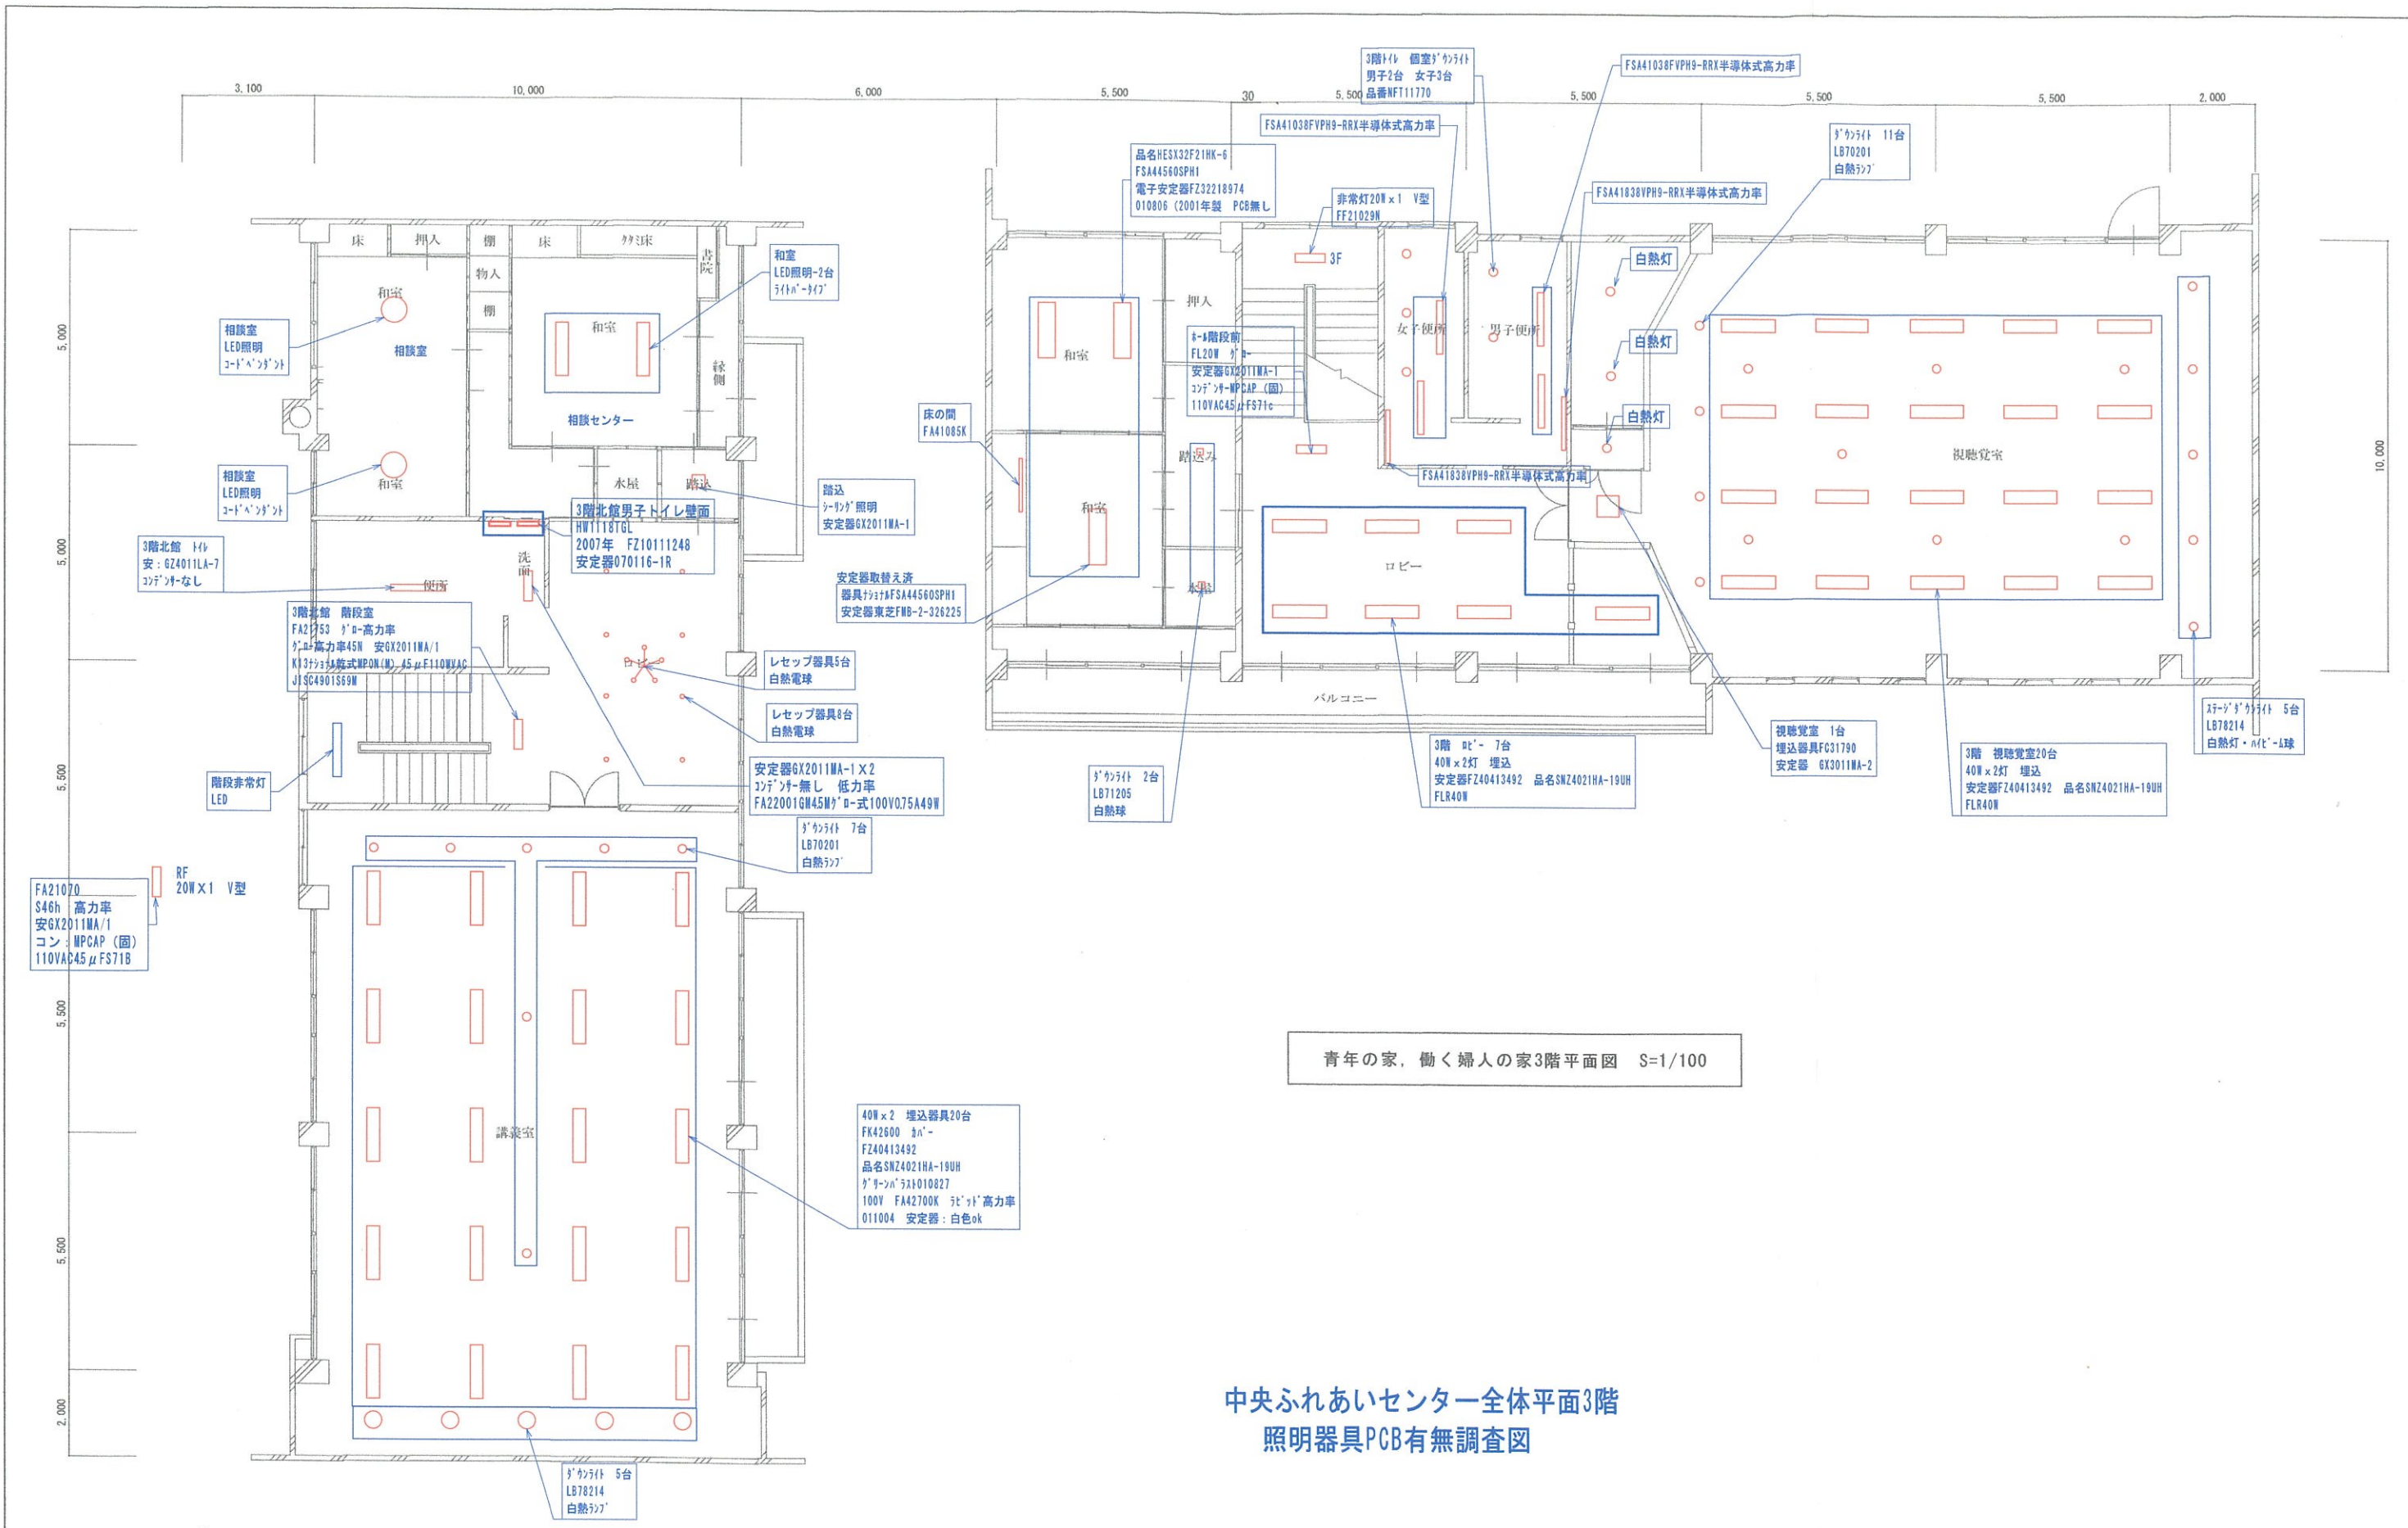 3,100
10,000
6,000
5,500
30
5,500
5,500
5,500
5,500
2,000
3階ﾄｲﾚ　個室ﾀﾞｳﾝﾗｲﾄ
男子2台　女子3台
品番NFT11770
FSA41038FVPH9-RRX半導体式高力率
FSA41038FVPH9-RRX半導体式高力率
ﾀﾞｳﾝﾗｲﾄ　11台
LB70201
白熱ﾗﾝﾌﾟ
品名HESX32F21HK-6
FSA44560SPH1
電子安定器FZ32218974
010806（2001年製　PCB無し
非常灯20W×1　V型
FF21029N
FSA41838VPH9-RRX半導体式高力率
3F
白熱灯
白熱灯
白熱灯
床
押入
棚
床
ﾀﾀﾐ床
書院
物入
棚
和室
和室
縁側
和室
LED照明-2台
ﾗｲﾄﾊﾞｰﾀｲﾌﾟ
相談室
LED照明
ｺｰﾄﾞﾍﾟﾝﾀﾞﾝﾄ
相談室
相談センター
相談室
LED照明
ｺｰﾄﾞﾍﾟﾝﾀﾞﾝﾄ
和室
水屋
踏込
踏込
ｼｰﾘﾝｸﾞ照明
安定器GX2011MA-1
5,000
5,000
5,500
5,500
5,500
2,000
10,000
和室
押入
女子便所
男子便所
ﾎｰﾙ階段前
FL20W　ｸﾞﾛｰ
安定器GX2011MA-1
ｺﾝﾃﾞﾝｻｰMPCAP（固）
110VAC4.5μFS71c
床の間
FA41085K
踏込み
和室
水屋
視聴覚室
FSA41838VPH9-RRX半導体式高力率
ロビー
バルコニー
安定器取替え済
器具ﾅｼｮﾅﾙFSA44560SPH1
安定器東芝FMB-2-326225
3階北館男子トイレ壁面
HW1118TGL
2007年　FZ10111248
安定器070116-1R
3階北館　ﾄｲﾚ
安：GZ4011LA-7
ｺﾝﾃﾞﾝｻｰなし
便所
洗面
3階北館　階段室
FA21753　ｸﾞﾛｰ高力率
ｸﾞﾛｰ高力率45N　安GX2011MA/1
K13ﾅｼｮﾅﾙ乾式MPON(M) 4.5μF110WVAC
JISC4901S69M
ロビー
レセップ器具5台
白熱電球
レセップ器具8台
白熱電球
階段非常灯
LED
安定器GX2011MA-1×2
ｺﾝﾃﾞﾝｻｰ無し　低力率
FA22001GM4.5Mｸﾞﾛｰ式100V0.75A49W
ﾀﾞｳﾝﾗｲﾄ　7台
LB70201
白熱ﾗﾝﾌﾟ
ﾀﾞｳﾝﾗｲﾄ　2台
LB71205
白熱球
3階　ﾛﾋﾞｰ　7台
40W×2灯　埋込
安定器FZ40413492　品名SNZ4021HA-19UH
FLR40W
視聴覚室　1台
埋込器具FC31790
安定器　GX3011MA-2
3階　視聴覚室20台
40W×2灯　埋込
安定器FZ40413492　品名SNZ4021HA-19UH
FLR40W
ｽﾃｰｼﾞﾀﾞｳﾝﾗｲﾄ　5台
LB78214
白熱灯・ﾊｲﾋﾞｰﾑ球
RF
20W×1　V型
FA21070
S46h　高力率
安GX2011MA/1
コン：MPCAP（固）
110VAC4.5μFS71B
講義室
40W×2　埋込器具20台
FK42600　ｶﾊﾞｰ
FZ40413492
品名SNZ4021HA-19UH
ｸﾞﾘｰﾝﾊﾞﾗｽﾄ010827
100V　FA42700K　ﾗﾋﾟｯﾄﾞ高力率
011004　安定器：白色ok
ﾀﾞｳﾝﾗｲﾄ　5台
LB78214
白熱ﾗﾝﾌﾟ
青年の家, 働く婦人の家3階平面図　S=1/100
中央ふれあいセンター全体平面3階
照明器具PCB有無調査図